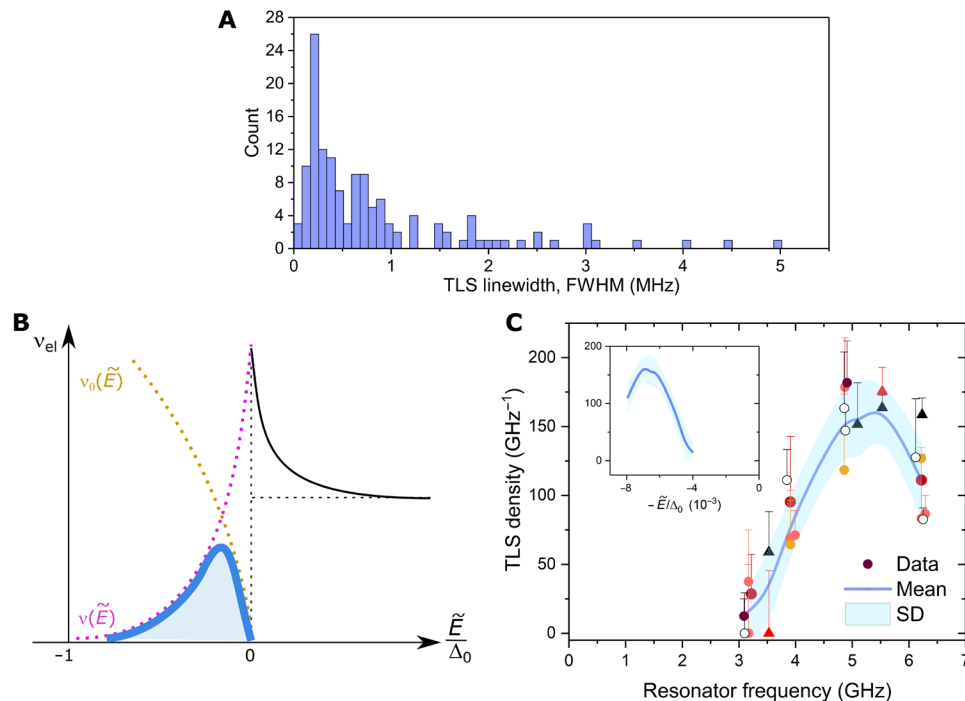 A
28
24
20
16
12
8
4
0
Count
0 1 2 3 4 5
TLS linewidth, FWHM (MHz)
B
ν_el
ν₀(Ẽ)
ν(Ẽ)
−1 0
Ẽ/Δ₀
C
200
150
100
50
0
TLS density (GHz⁻¹)
200
100
0
−8 −4 0
−Ẽ/Δ₀ (10⁻³)
Data
Mean
SD
0 1 2 3 4 5 6 7
Resonator frequency (GHz)